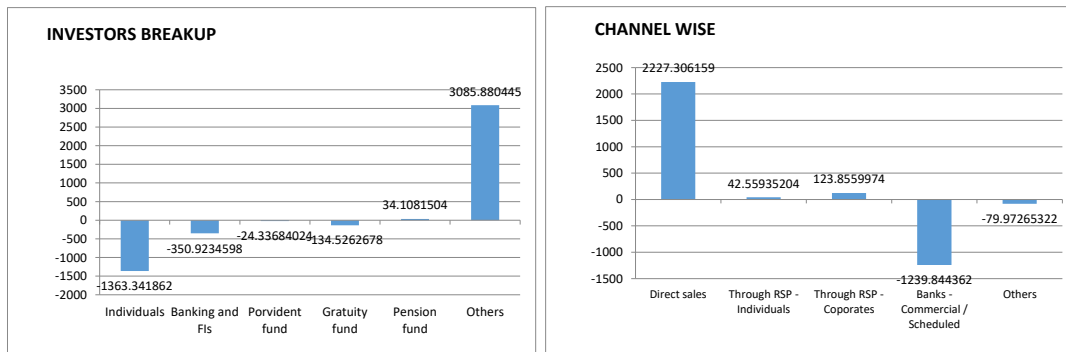 INVESTORS BREAKUP
3500
3000
2500
2000
1500
1000
500
0
-500
-1000
-1500
-2000
-1363.341862
-350.9234598
-24.33684024
-134.5262678
34.1081504
3085.880445
Individuals
Banking and
FIs
Porvident
fund
Gratuity
fund
Pension
fund
Others
CHANNEL WISE
2500
2000
1500
1000
500
0
-500
-1000
-1500
2227.306159
42.55935204
123.8559974
-1239.844362
-79.97265322
Direct sales
Through RSP -
Individuals
Through RSP -
Coporates
Banks -
Commercial /
Scheduled
Others